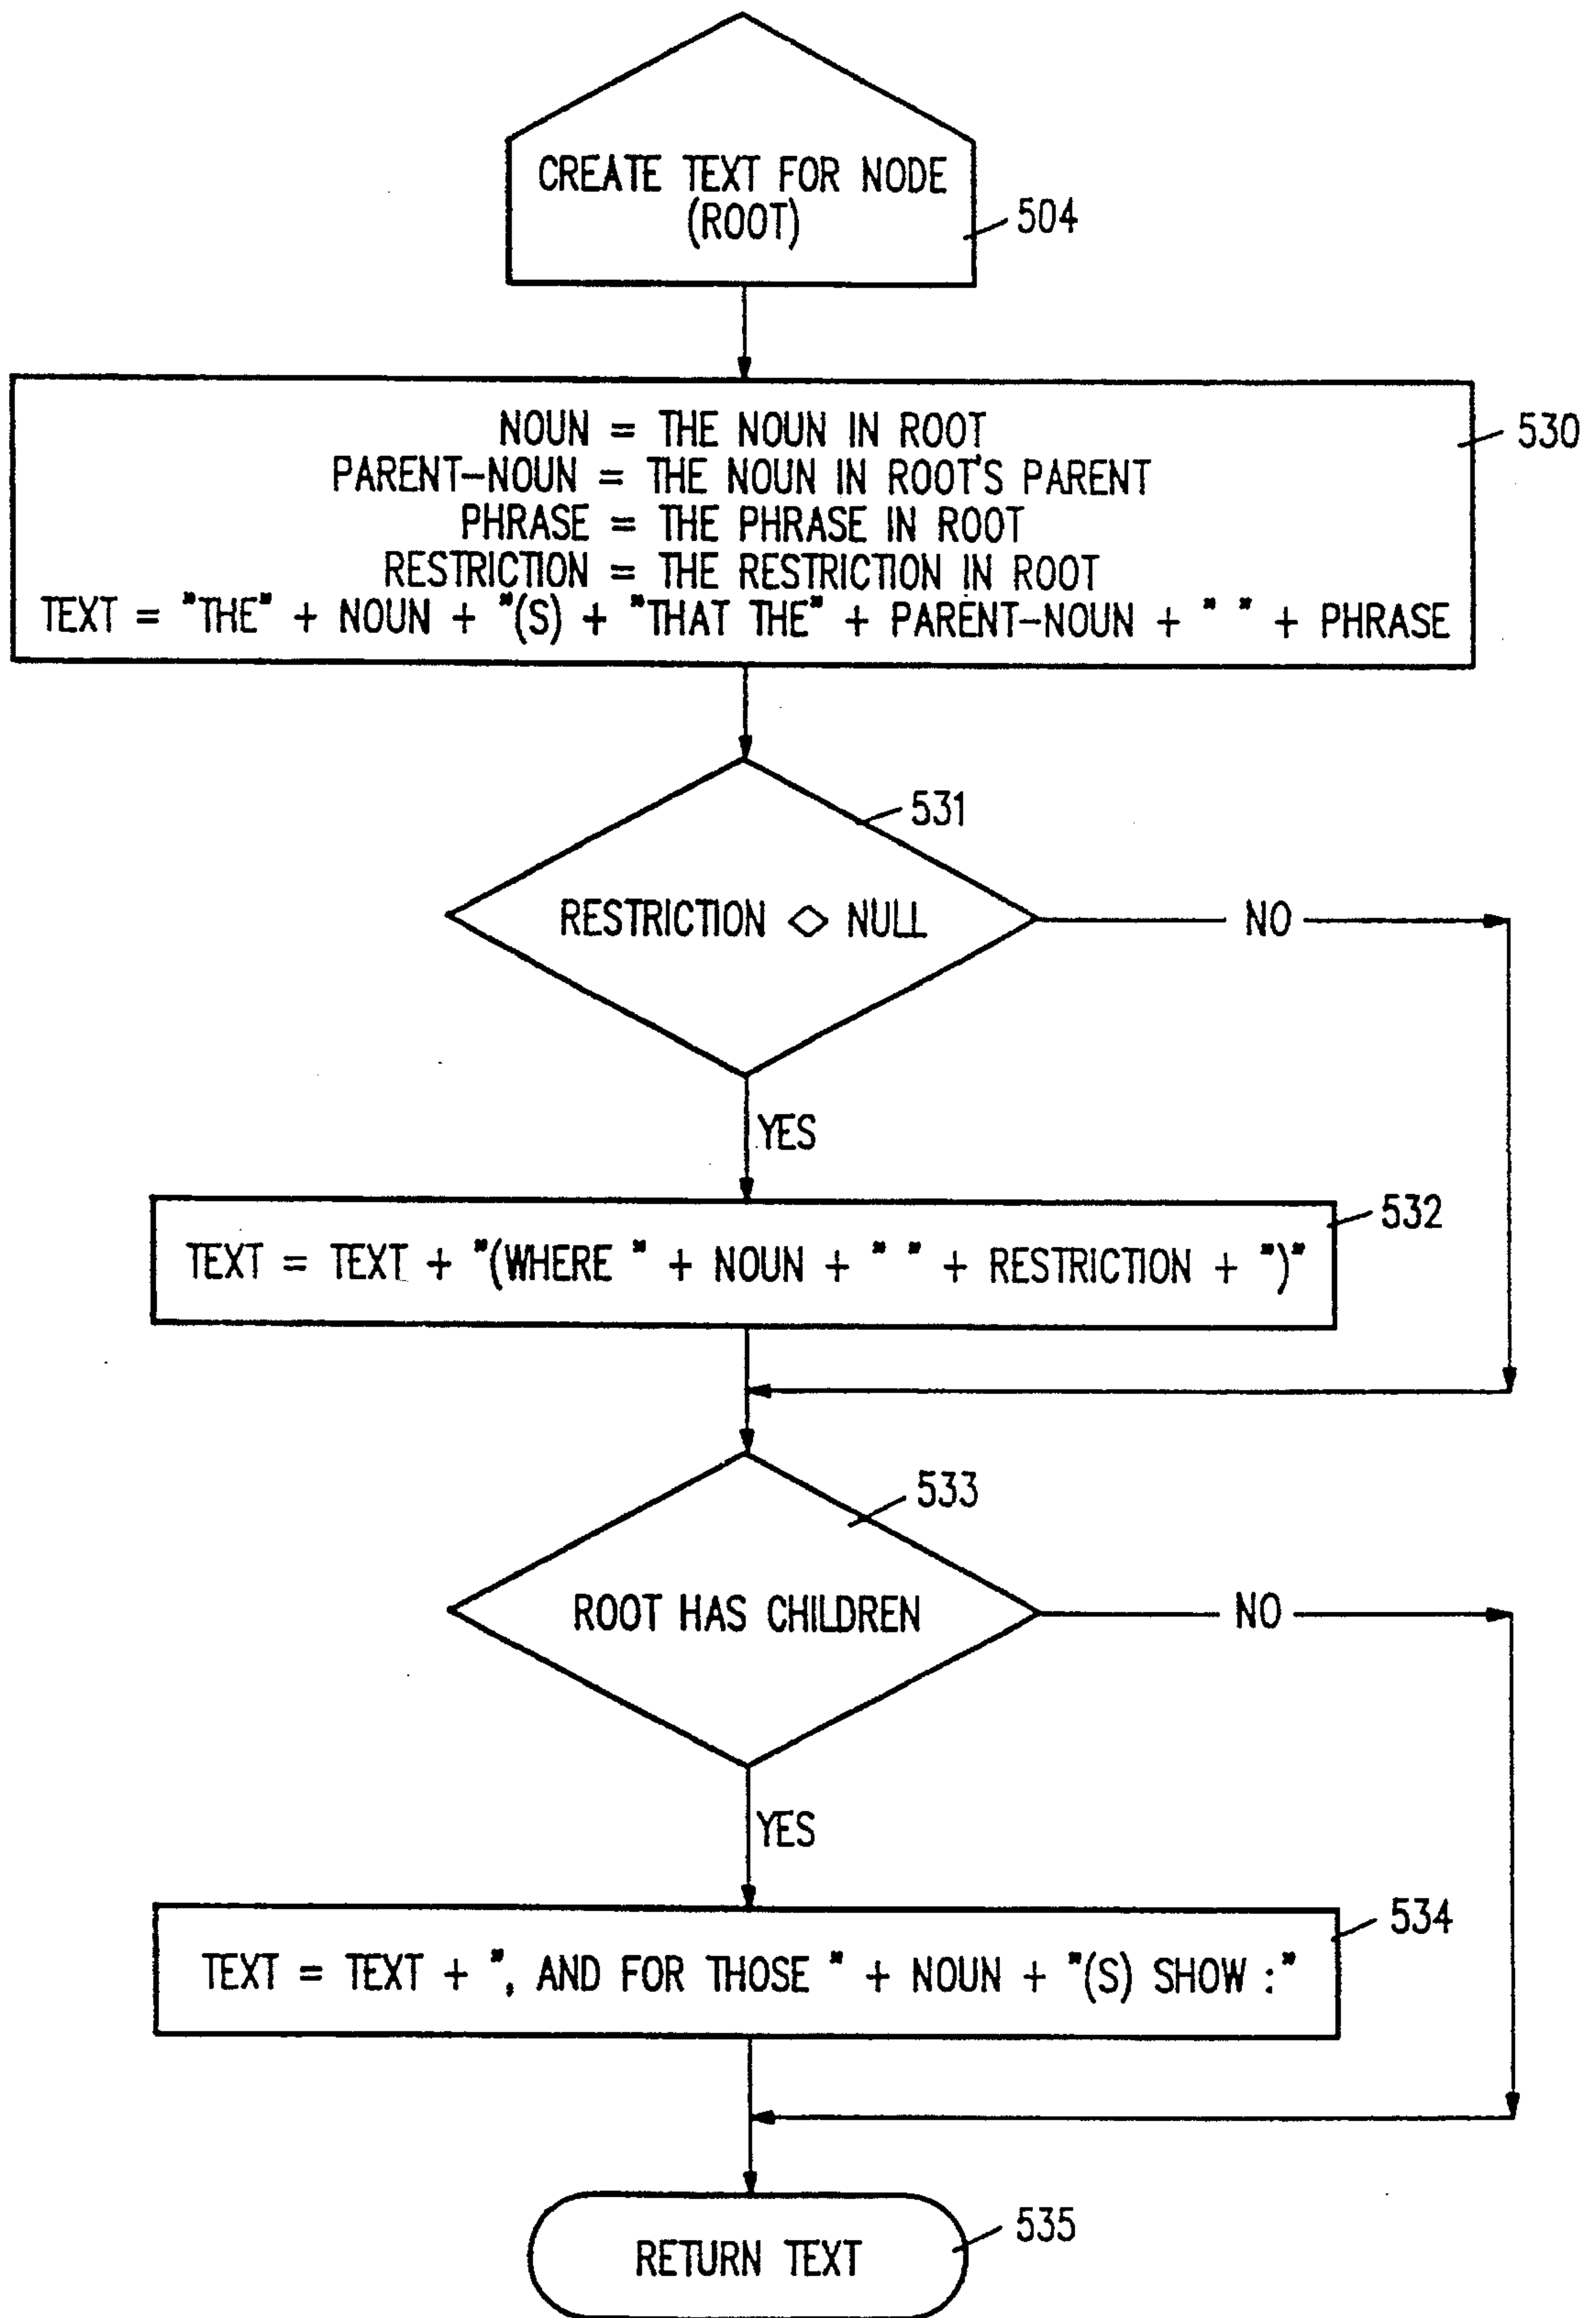 CREATE TEXT FOR NODE
(ROOT)
504
NOUN = THE NOUN IN ROOT
530
PARENT-NOUN = THE NOUN IN ROOT'S PARENT
PHRASE = THE PHRASE IN ROOT
RESTRICTION = THE RESTRICTION IN ROOT
TEXT = "THE" + NOUN + "(S) + "THAT THE" + PARENT-NOUN + " " + PHRASE
531
RESTRICTION <> NULL
NO
YES
532
TEXT = TEXT + "(WHERE " + NOUN + " " + RESTRICTION + ")"
533
ROOT HAS CHILDREN
NO
YES
534
TEXT = TEXT + ", AND FOR THOSE " + NOUN + "(S) SHOW :"
535
RETURN TEXT